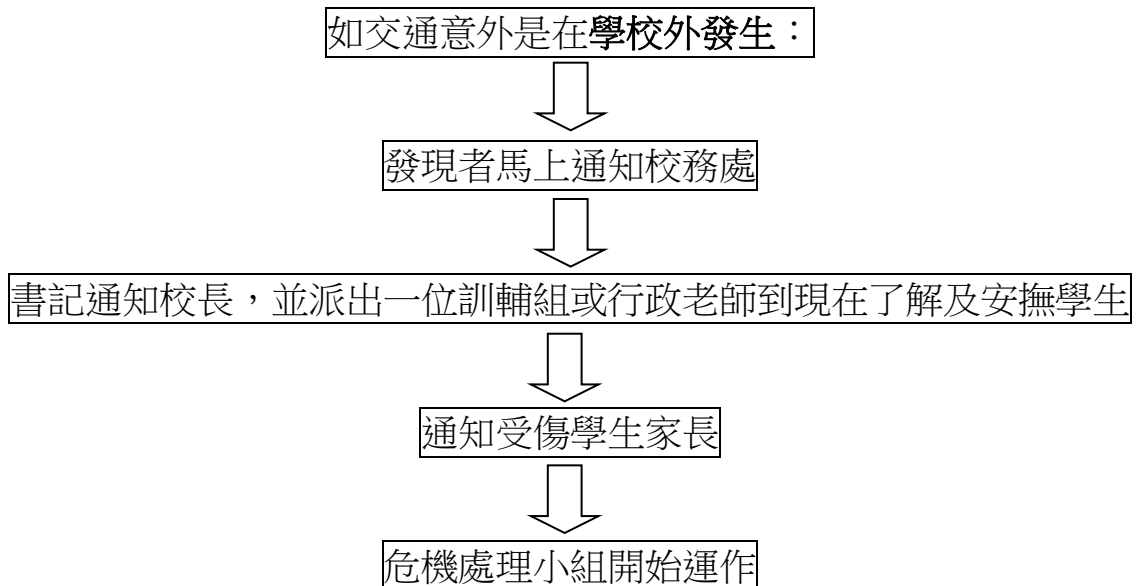 如交通意外是在學校外發生：
發現者馬上通知校務處
書記通知校長，並派出一位訓輔組或行政老師到現在了解及安撫學生
通知受傷學生家長
危機處理小組開始運作